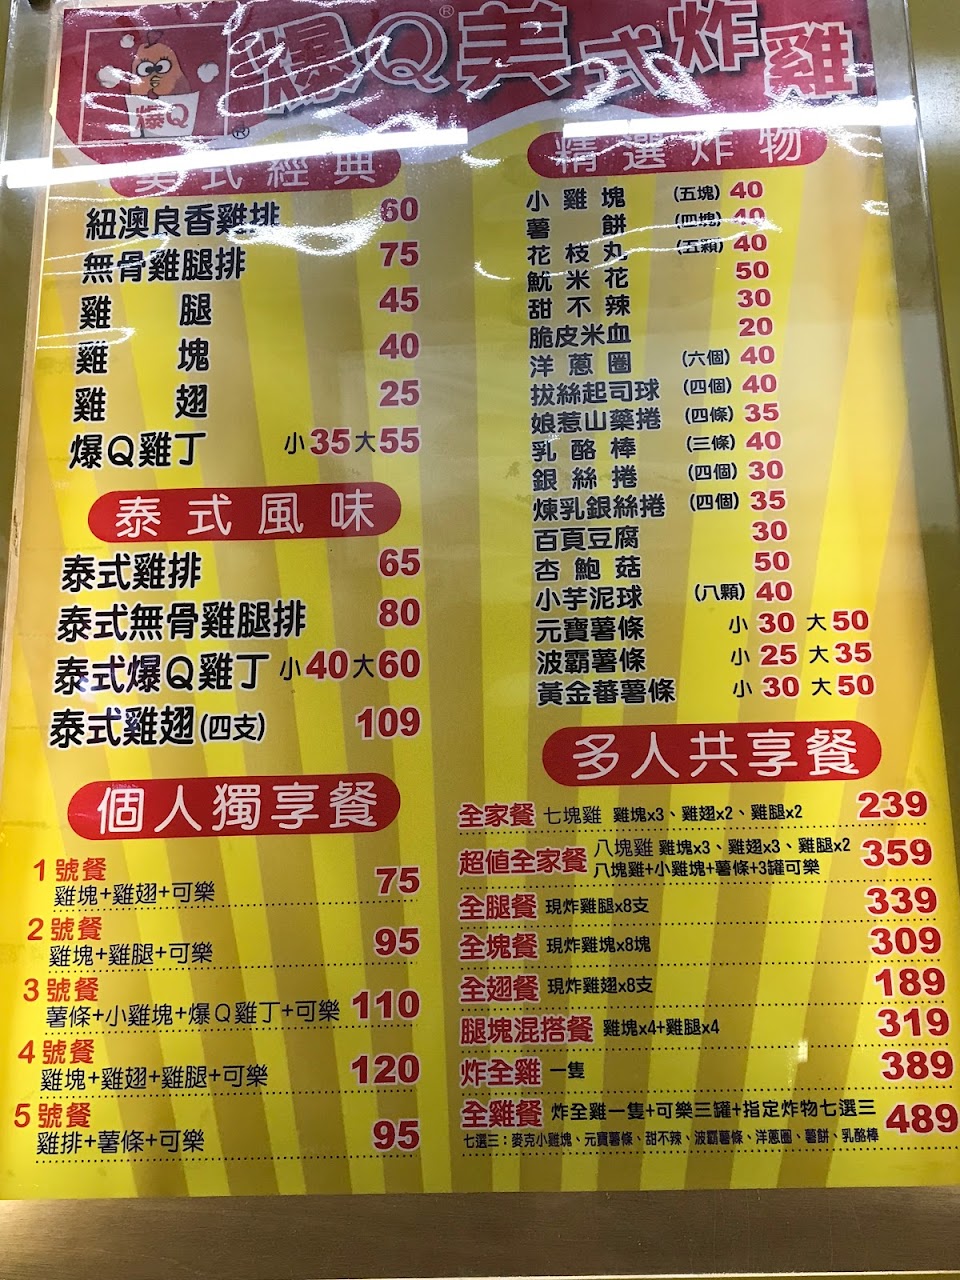 爆Q®美式炸雞
爆Q®
美式經典
紐澳良香雞排 60
無骨雞腿排 75
雞腿 45
雞塊 40
雞翅 25
爆Q雞丁 小35大55
泰式風味
泰式雞排 65
泰式無骨雞腿排 80
泰式爆Q雞丁 小40大60
泰式雞翅(四支) 109
個人獨享餐
1號餐
雞塊+雞翅+可樂 75
2號餐
雞塊+雞腿+可樂 95
3號餐
薯條+小雞塊+爆Q雞丁+可樂 110
4號餐
雞塊+雞翅+雞腿+可樂 120
5號餐
雞排+薯條+可樂 95
精選炸物
小雞塊 (五塊) 40
薯餅 (四塊) 40
花枝丸 (五顆) 40
魷米花 50
甜不辣 30
脆皮米血 20
洋蔥圈 (六個) 40
拔絲起司球 (四個) 40
娘惹山藥捲 (四條) 35
乳酪棒 (三條) 40
銀絲捲 (四個) 30
煉乳銀絲捲 (四個) 35
百頁豆腐 30
杏鮑菇 50
小芋泥球 (八顆) 40
元寶薯條 小30 大50
波霸薯條 小25 大35
黃金蕃薯條 小30 大50
多人共享餐
全家餐 七塊雞 雞塊x3、雞翅x2、雞腿x2 239
超值全家餐 八塊雞 雞塊x3、雞翅x3、雞腿x2 359
八塊雞+小雞塊+薯條+3罐可樂
全腿餐 現炸雞腿x8支 339
全塊餐 現炸雞塊x8塊 309
全翅餐 現炸雞翅x8支 189
腿塊混搭餐 雞塊x4+雞腿x4 319
炸全雞 一隻 389
全雞餐 炸全雞一隻+可樂三罐+指定炸物七選三 489
七選三：麥克小雞塊、元寶薯條、甜不辣、波霸薯條、洋蔥圈、薯餅、乳酪棒